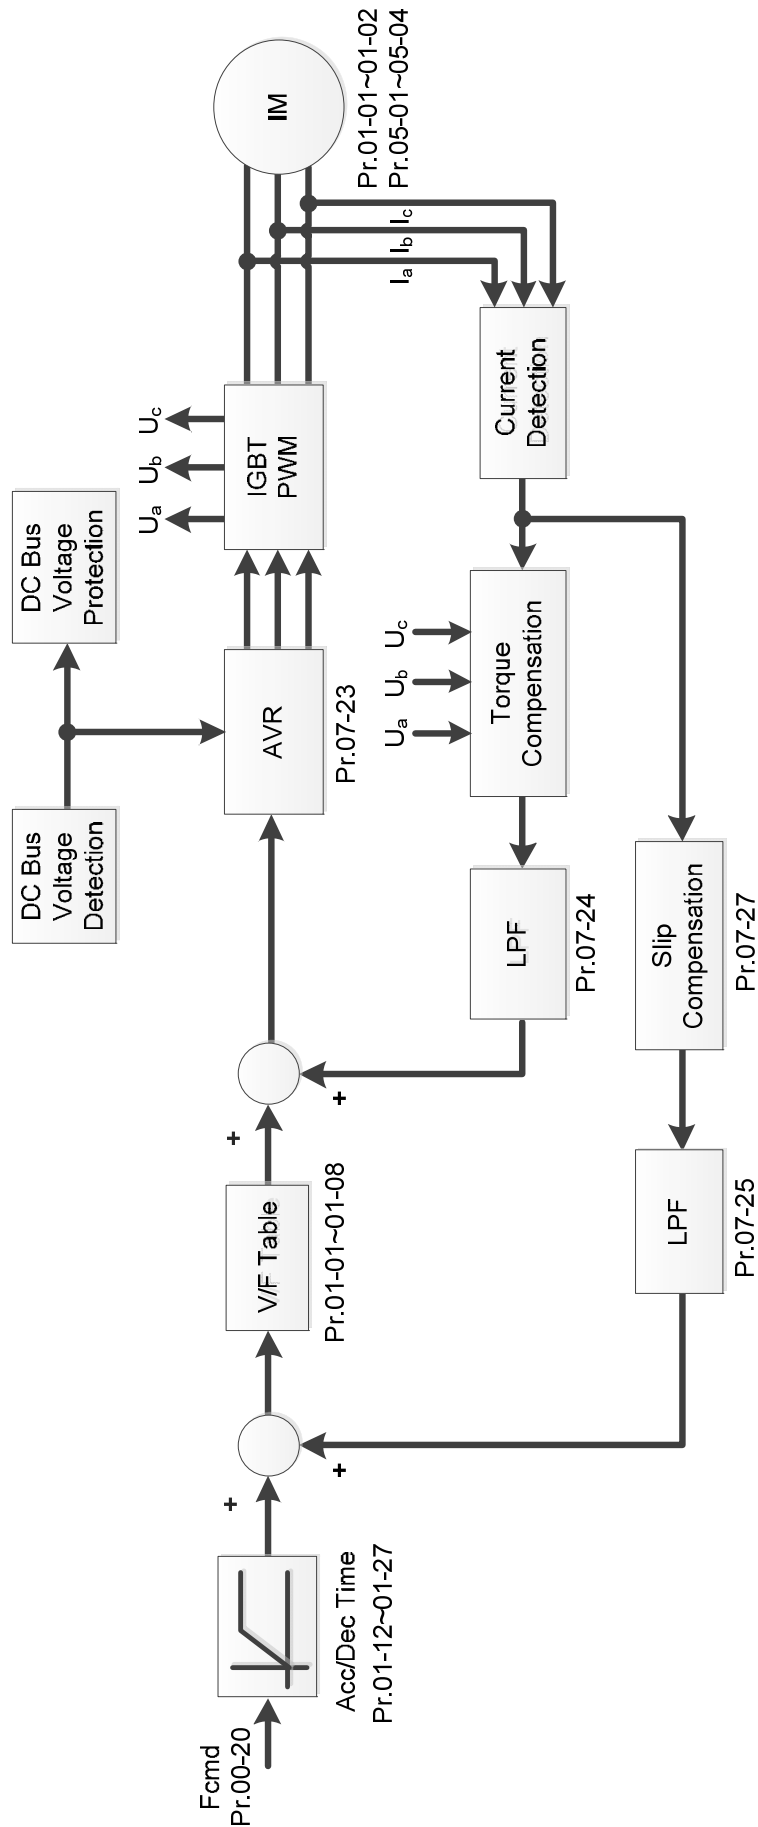 Fcmd
Pr.00-20
Acc/Dec Time
Pr.01-12~01-27
+
+
V/F Table
Pr.01-01~01-08
+
+
DC Bus
Voltage
Detection
DC Bus
Voltage
Protection
AVR
Pr.07-23
Ua
Ub
Uc
IGBT
PWM
IM
Pr.01-01~01-02
Pr.05-01~05-04
Ia
Ib
Ic
Current
Detection
Ua
Ub
Uc
Torque
Compensation
LPF
Pr.07-24
Slip
Compensation
Pr.07-27
LPF
Pr.07-25